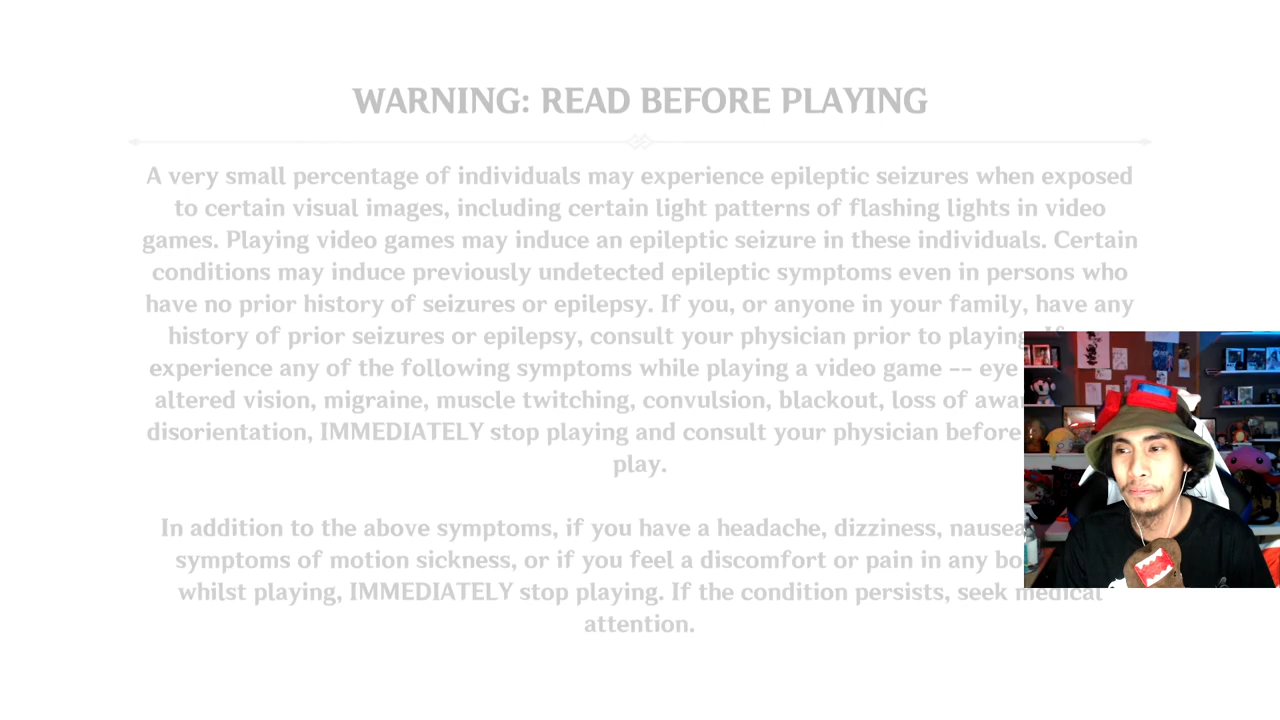 WARNING: READ BEFORE PLAYING
A very small percentage of individuals may experience epileptic seizures when exposed
to certain visual images, including certain light patterns of flashing lights in video
games. Playing video games may induce an epileptic seizure in these individuals. Certain
conditions may induce previously undetected epileptic symptoms even in persons who
have no prior history of seizures or epilepsy. If you, or anyone in your family, have any
history of prior seizures or epilepsy, consult your physician prior to playing. If
experience any of the following symptoms while playing a video game -- eye
altered vision, migraine, muscle twitching, convulsion, blackout, loss of
disorientation, IMMEDIATELY stop playing and consult your physician before
play.
In addition to the above symptoms, if you have a headache, dizziness, nausea
symptoms of motion sickness, or if you feel a discomfort or pain in any
whilst playing, IMMEDIATELY stop playing. If the condition persists, seek medical
attention.